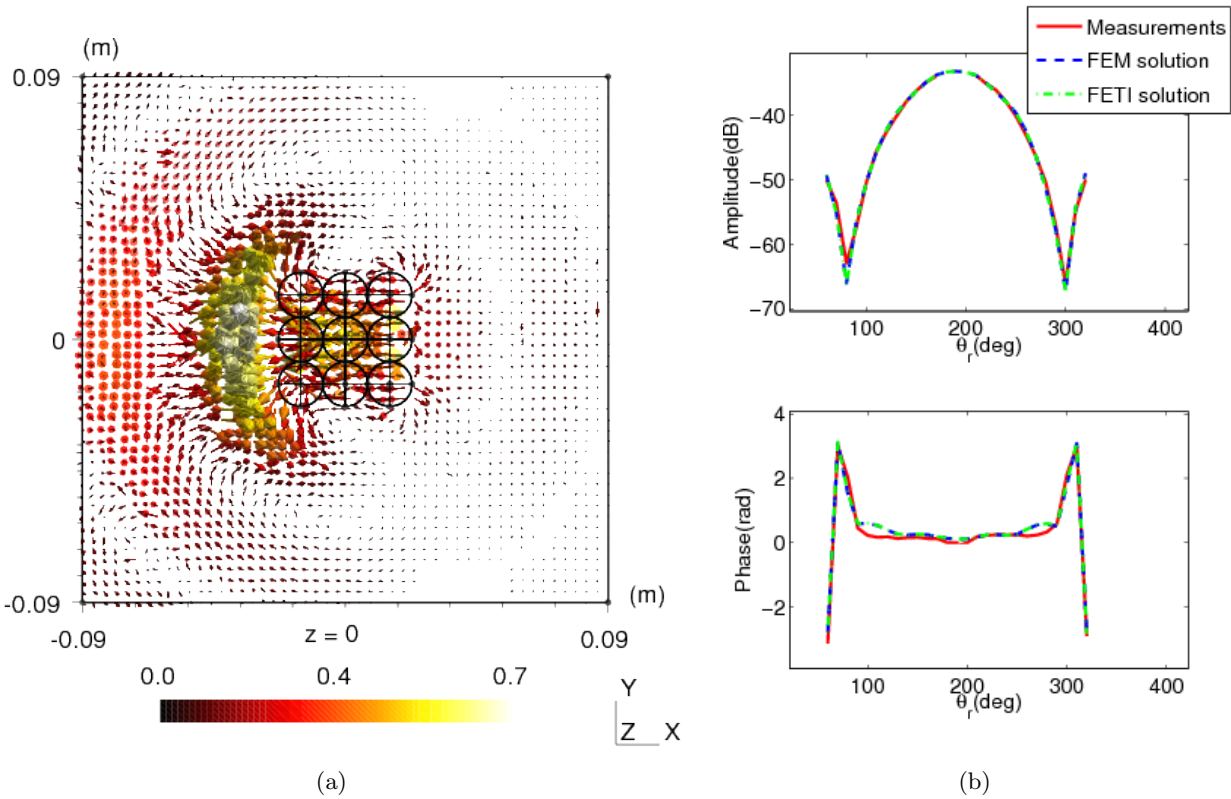 (m)
0.09
0
-0.09
(m)
-0.09
z = 0
0.09
0.0
0.4
0.7
Y
Z
X
(a)
Measurements
FEM solution
FETI solution
Amplitude(dB)
−40
−50
−60
−70
100
200
300
400
θr(deg)
Phase(rad)
4
2
0
−2
100
200
300
400
θr(deg)
(b)